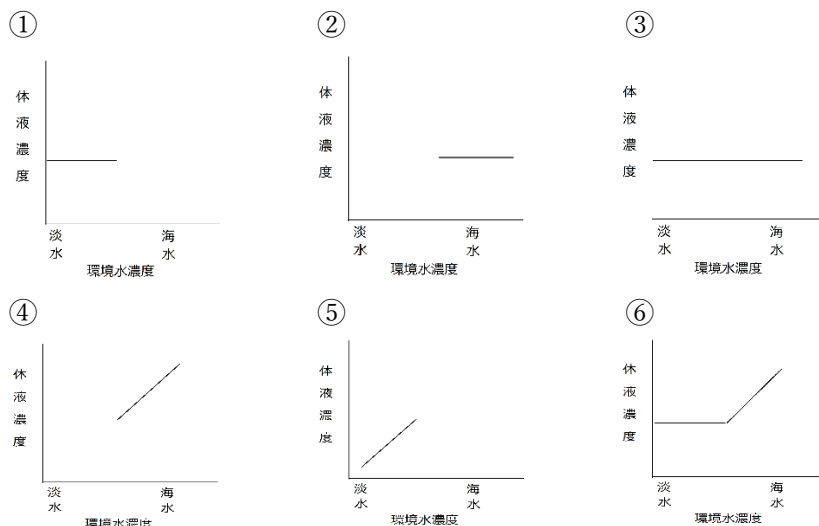 ①
体液濃度
淡水
海水
環境水濃度
②
体液濃度
淡水
海水
環境水濃度
③
体液濃度
淡水
海水
環境水濃度
④
体液濃度
淡水
海水
環境水濃度
⑤
体液濃度
淡水
海水
環境水濃度
⑥
体液濃度
淡水
海水
環境水濃度